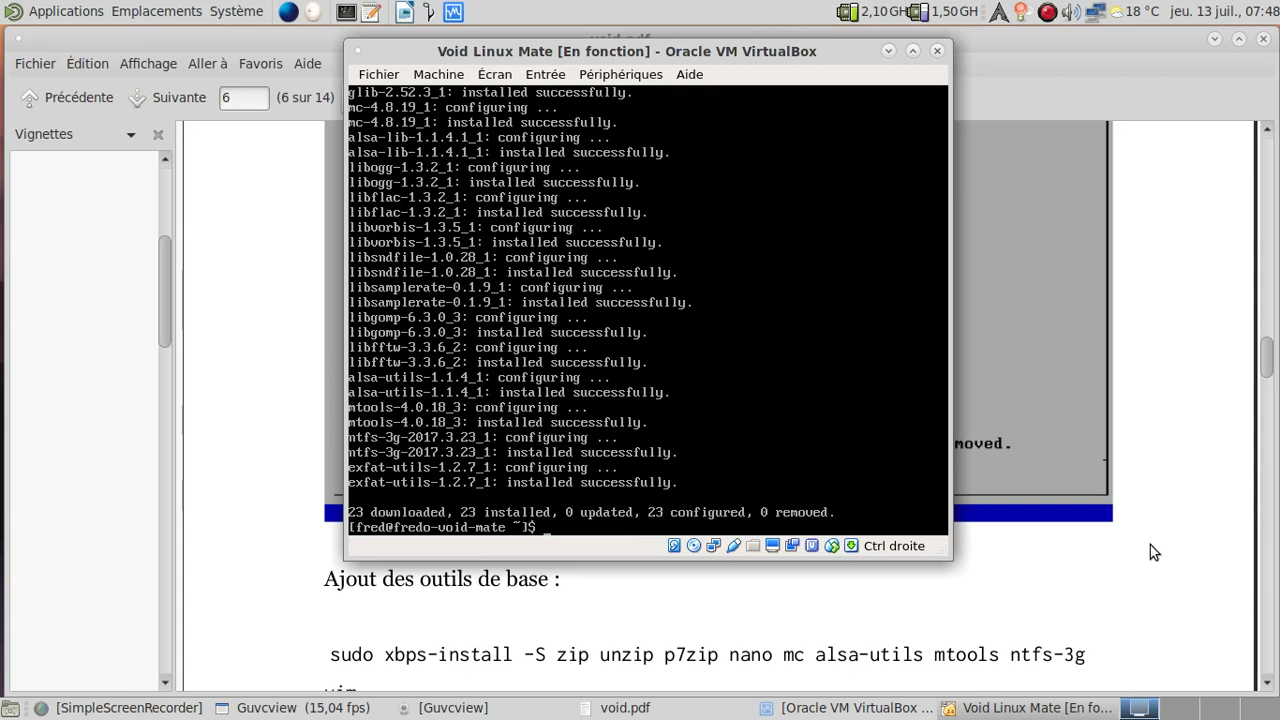 Applications Emplacements Système 2,10 GH 1,50 GH 18 °C jeu. 13 juil., 07:48
void.pdf
Fichier Édition Affichage Aller à Favoris Aide
Précédente Suivante 6 (6 sur 14)
Vignettes
Void Linux Mate [En fonction] - Oracle VM VirtualBox
Fichier Machine Écran Entrée Périphériques Aide
glib-2.52.3_1: installed successfully.
mc-4.8.19_1: configuring ...
mc-4.8.19_1: installed successfully.
alsa-lib-1.1.4.1_1: configuring ...
alsa-lib-1.1.4.1_1: installed successfully.
libogg-1.3.2_1: configuring ...
libogg-1.3.2_1: installed successfully.
libflac-1.3.2_1: configuring ...
libflac-1.3.2_1: installed successfully.
libvorbis-1.3.5_1: configuring ...
libvorbis-1.3.5_1: installed successfully.
libsndfile-1.0.28_1: configuring ...
libsndfile-1.0.28_1: installed successfully.
libsamplerate-0.1.9_1: configuring ...
libsamplerate-0.1.9_1: installed successfully.
libgomp-6.3.0_3: configuring ...
libgomp-6.3.0_3: installed successfully.
libfftw-3.3.6_2: configuring ...
libfftw-3.3.6_2: installed successfully.
alsa-utils-1.1.4_1: configuring ...
alsa-utils-1.1.4_1: installed successfully.
mtools-4.0.18_3: configuring ...
mtools-4.0.18_3: installed successfully.
ntfs-3g-2017.3.23_1: configuring ...
ntfs-3g-2017.3.23_1: installed successfully.
exfat-utils-1.2.7_1: configuring ...
exfat-utils-1.2.7_1: installed successfully.
23 downloaded, 23 installed, 0 updated, 23 configured, 0 removed.
[fred@fredo-void-mate ~]$
Ctrl droite
moved.
Ajout des outils de base :
sudo xbps-install -S zip unzip p7zip nano mc alsa-utils mtools ntfs-3g
vim
[SimpleScreenRecorder] Guvcview (15,04 fps) [Guvcview] void.pdf [Oracle VM VirtualBox ... Void Linux Mate [En fo...